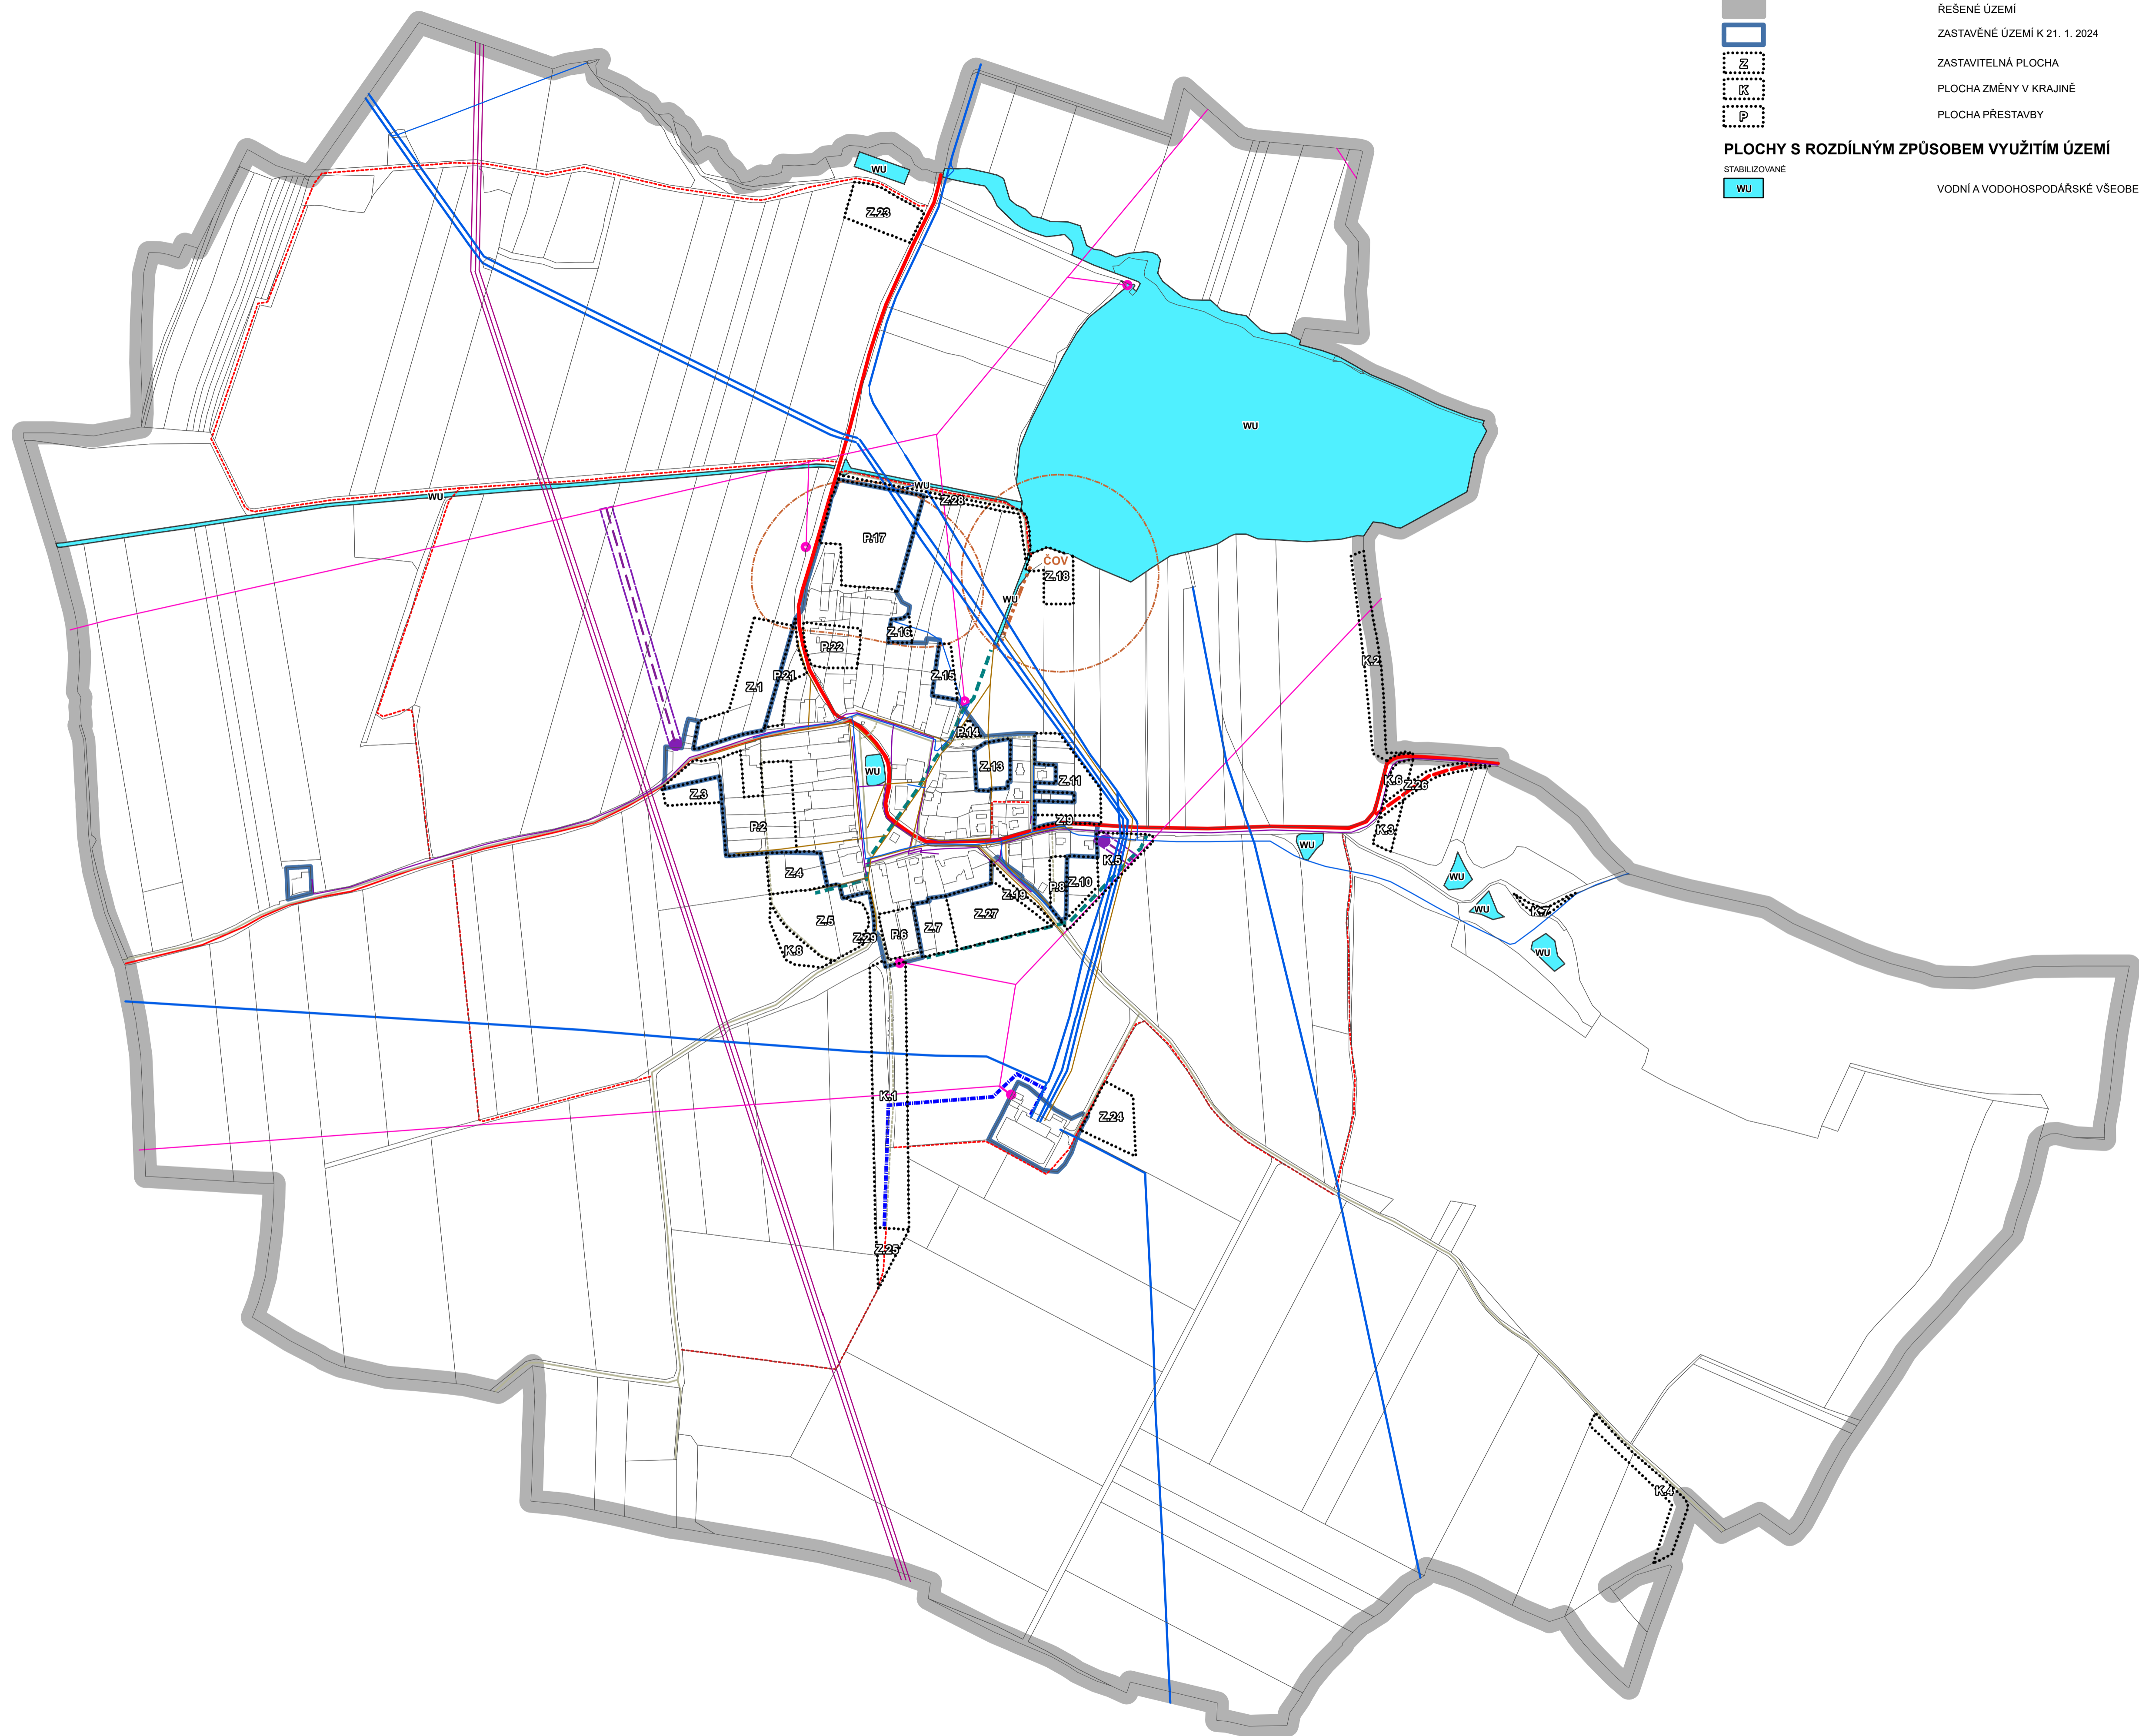 ŘEŠENÉ ÚZEMÍ
ZASTAVĚNÉ ÚZEMÍ K 21. 1. 2024
Z
ZASTAVITELNÁ PLOCHA
K
PLOCHA ZMĚNY V KRAJINĚ
P
PLOCHA PŘESTAVBY
PLOCHY S ROZDÍLNÝM ZPŮSOBEM VYUŽITÍM ÚZEMÍ
STABILIZOVANÉ
WU
VODNÍ A VODOHOSPODÁŘSKÉ VŠEOBE
WU
Z.23
WU
WU
WU
Z.28
P.17
ČOV
Z.18
WU
Z.16
P.22
K.2
P.21
Z.15
Z.1
P.14
Z.13
WU
Z.11
K.6
Z.26
Z.3
Z.9
P.2
K.3
WU
K.5
Z.4
WU
P.8
Z.10
Z.19
WU
K.7
Z.27
Z.5
Z.7
P.6
Z.29
K.8
WU
K.1
Z.24
Z.25
K.4